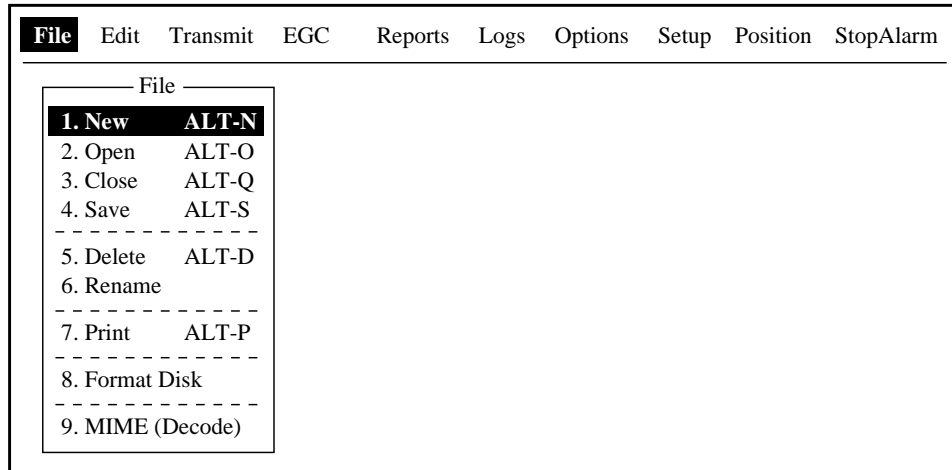 File Edit Transmit EGC Reports Logs Options Setup Position StopAlarm
File
1. New ALT-N
2. Open ALT-O
3. Close ALT-Q
4. Save ALT-S
5. Delete ALT-D
6. Rename
7. Print ALT-P
8. Format Disk
9. MIME (Decode)